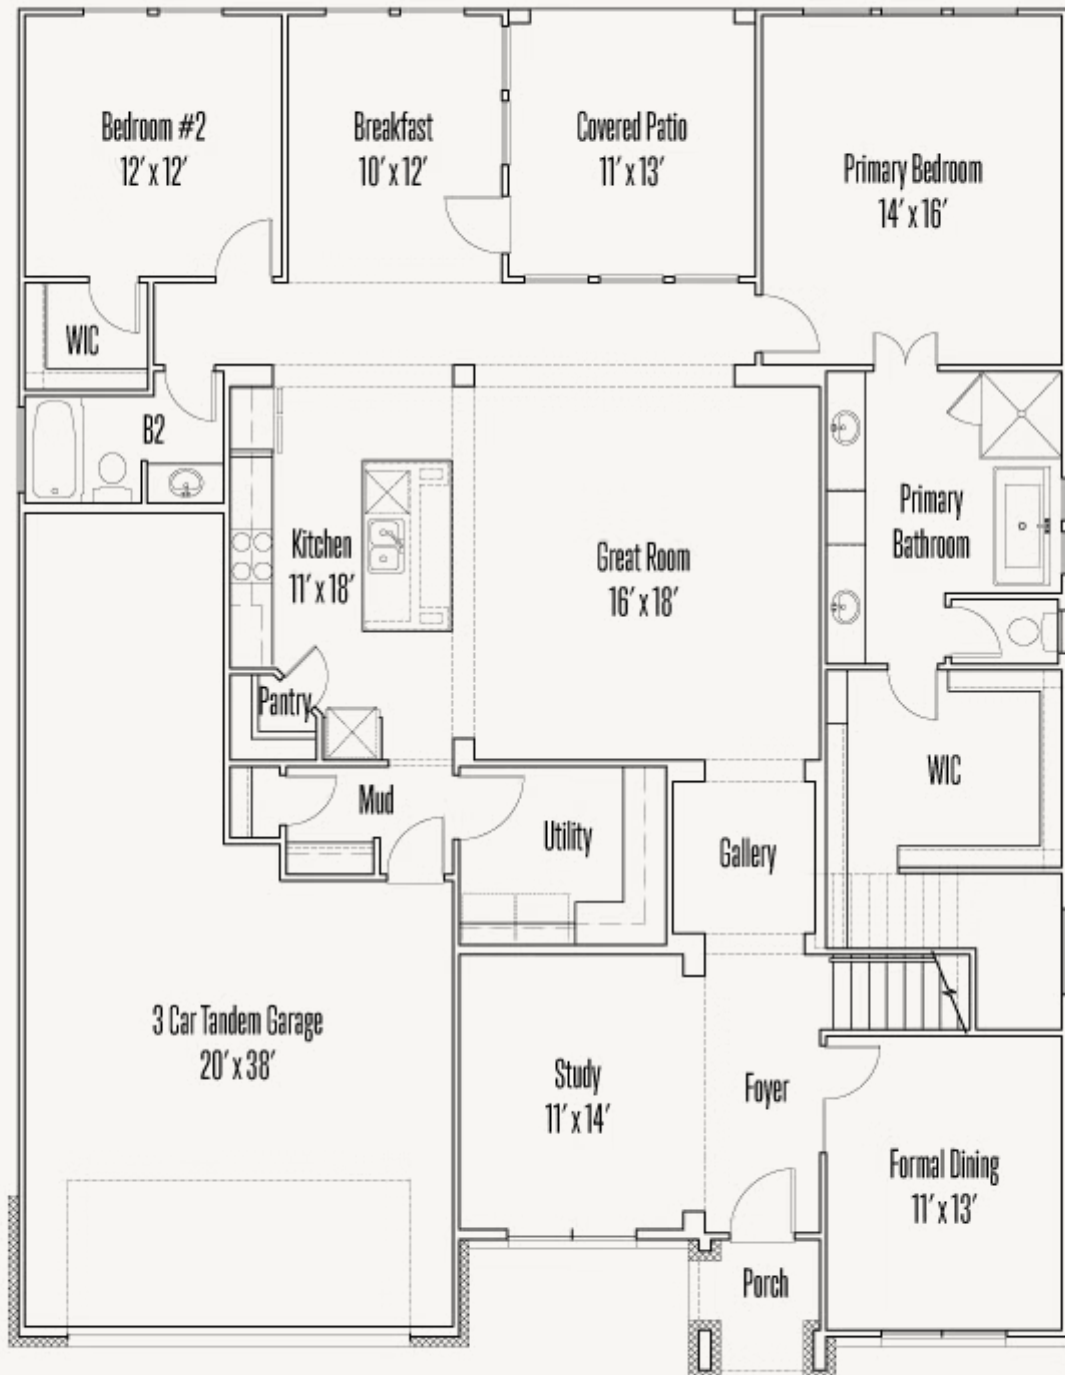 Bedroom #2
12' x 12'
Breakfast
10' x 12'
Covered Patio
11' x 13'
Primary Bedroom
14' x 16'
WIC
B2
Kitchen
11' x 18'
Great Room
16' x 18'
Primary
Bathroom
Pantry
Mud
Utility
Gallery
WIC
3 Car Tandem Garage
20' x 38'
Study
11' x 14'
Foyer
Formal Dining
11' x 13'
Porch